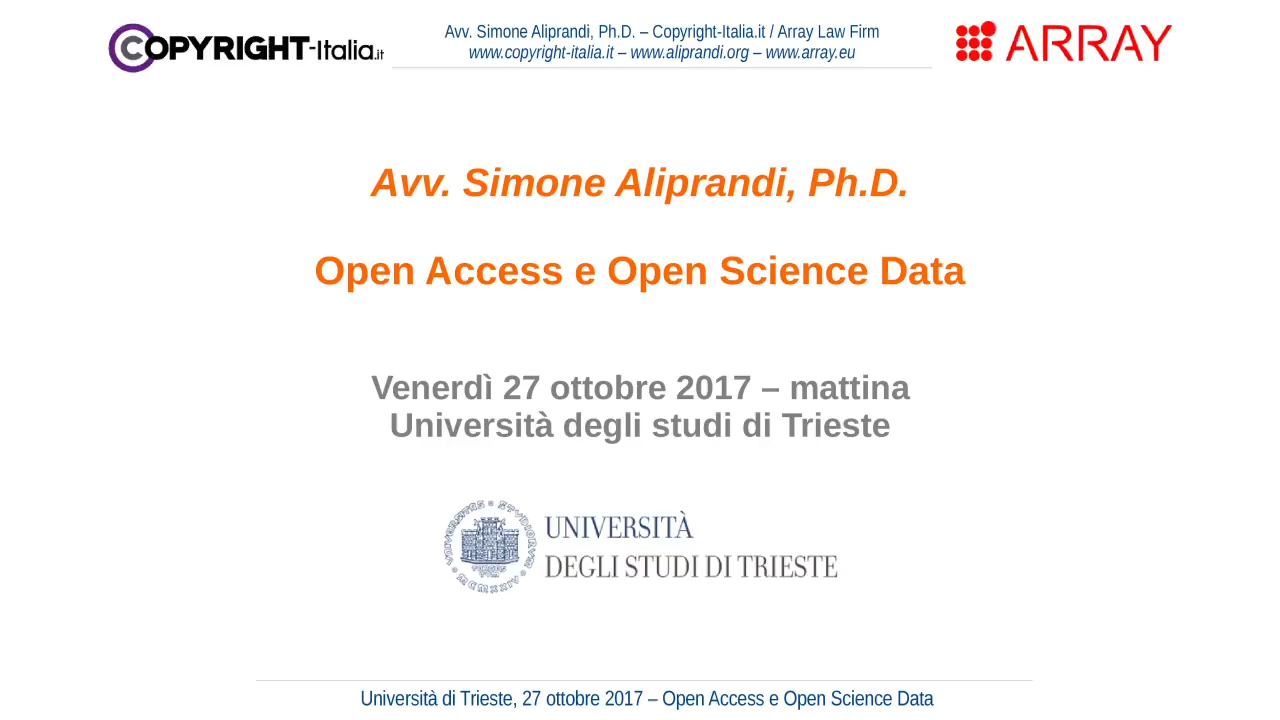 COPYRIGHT-Italia.it
Avv. Simone Aliprandi, Ph.D. – Copyright-Italia.it / Array Law Firm
www.copyright-italia.it – www.aliprandi.org – www.array.eu
ARRAY
Avv. Simone Aliprandi, Ph.D.
Open Access e Open Science Data
Venerdì 27 ottobre 2017 – mattina
Università degli studi di Trieste
UNIVERSITÀ
DEGLI STUDI DI TRIESTE
Università di Trieste, 27 ottobre 2017 – Open Access e Open Science Data